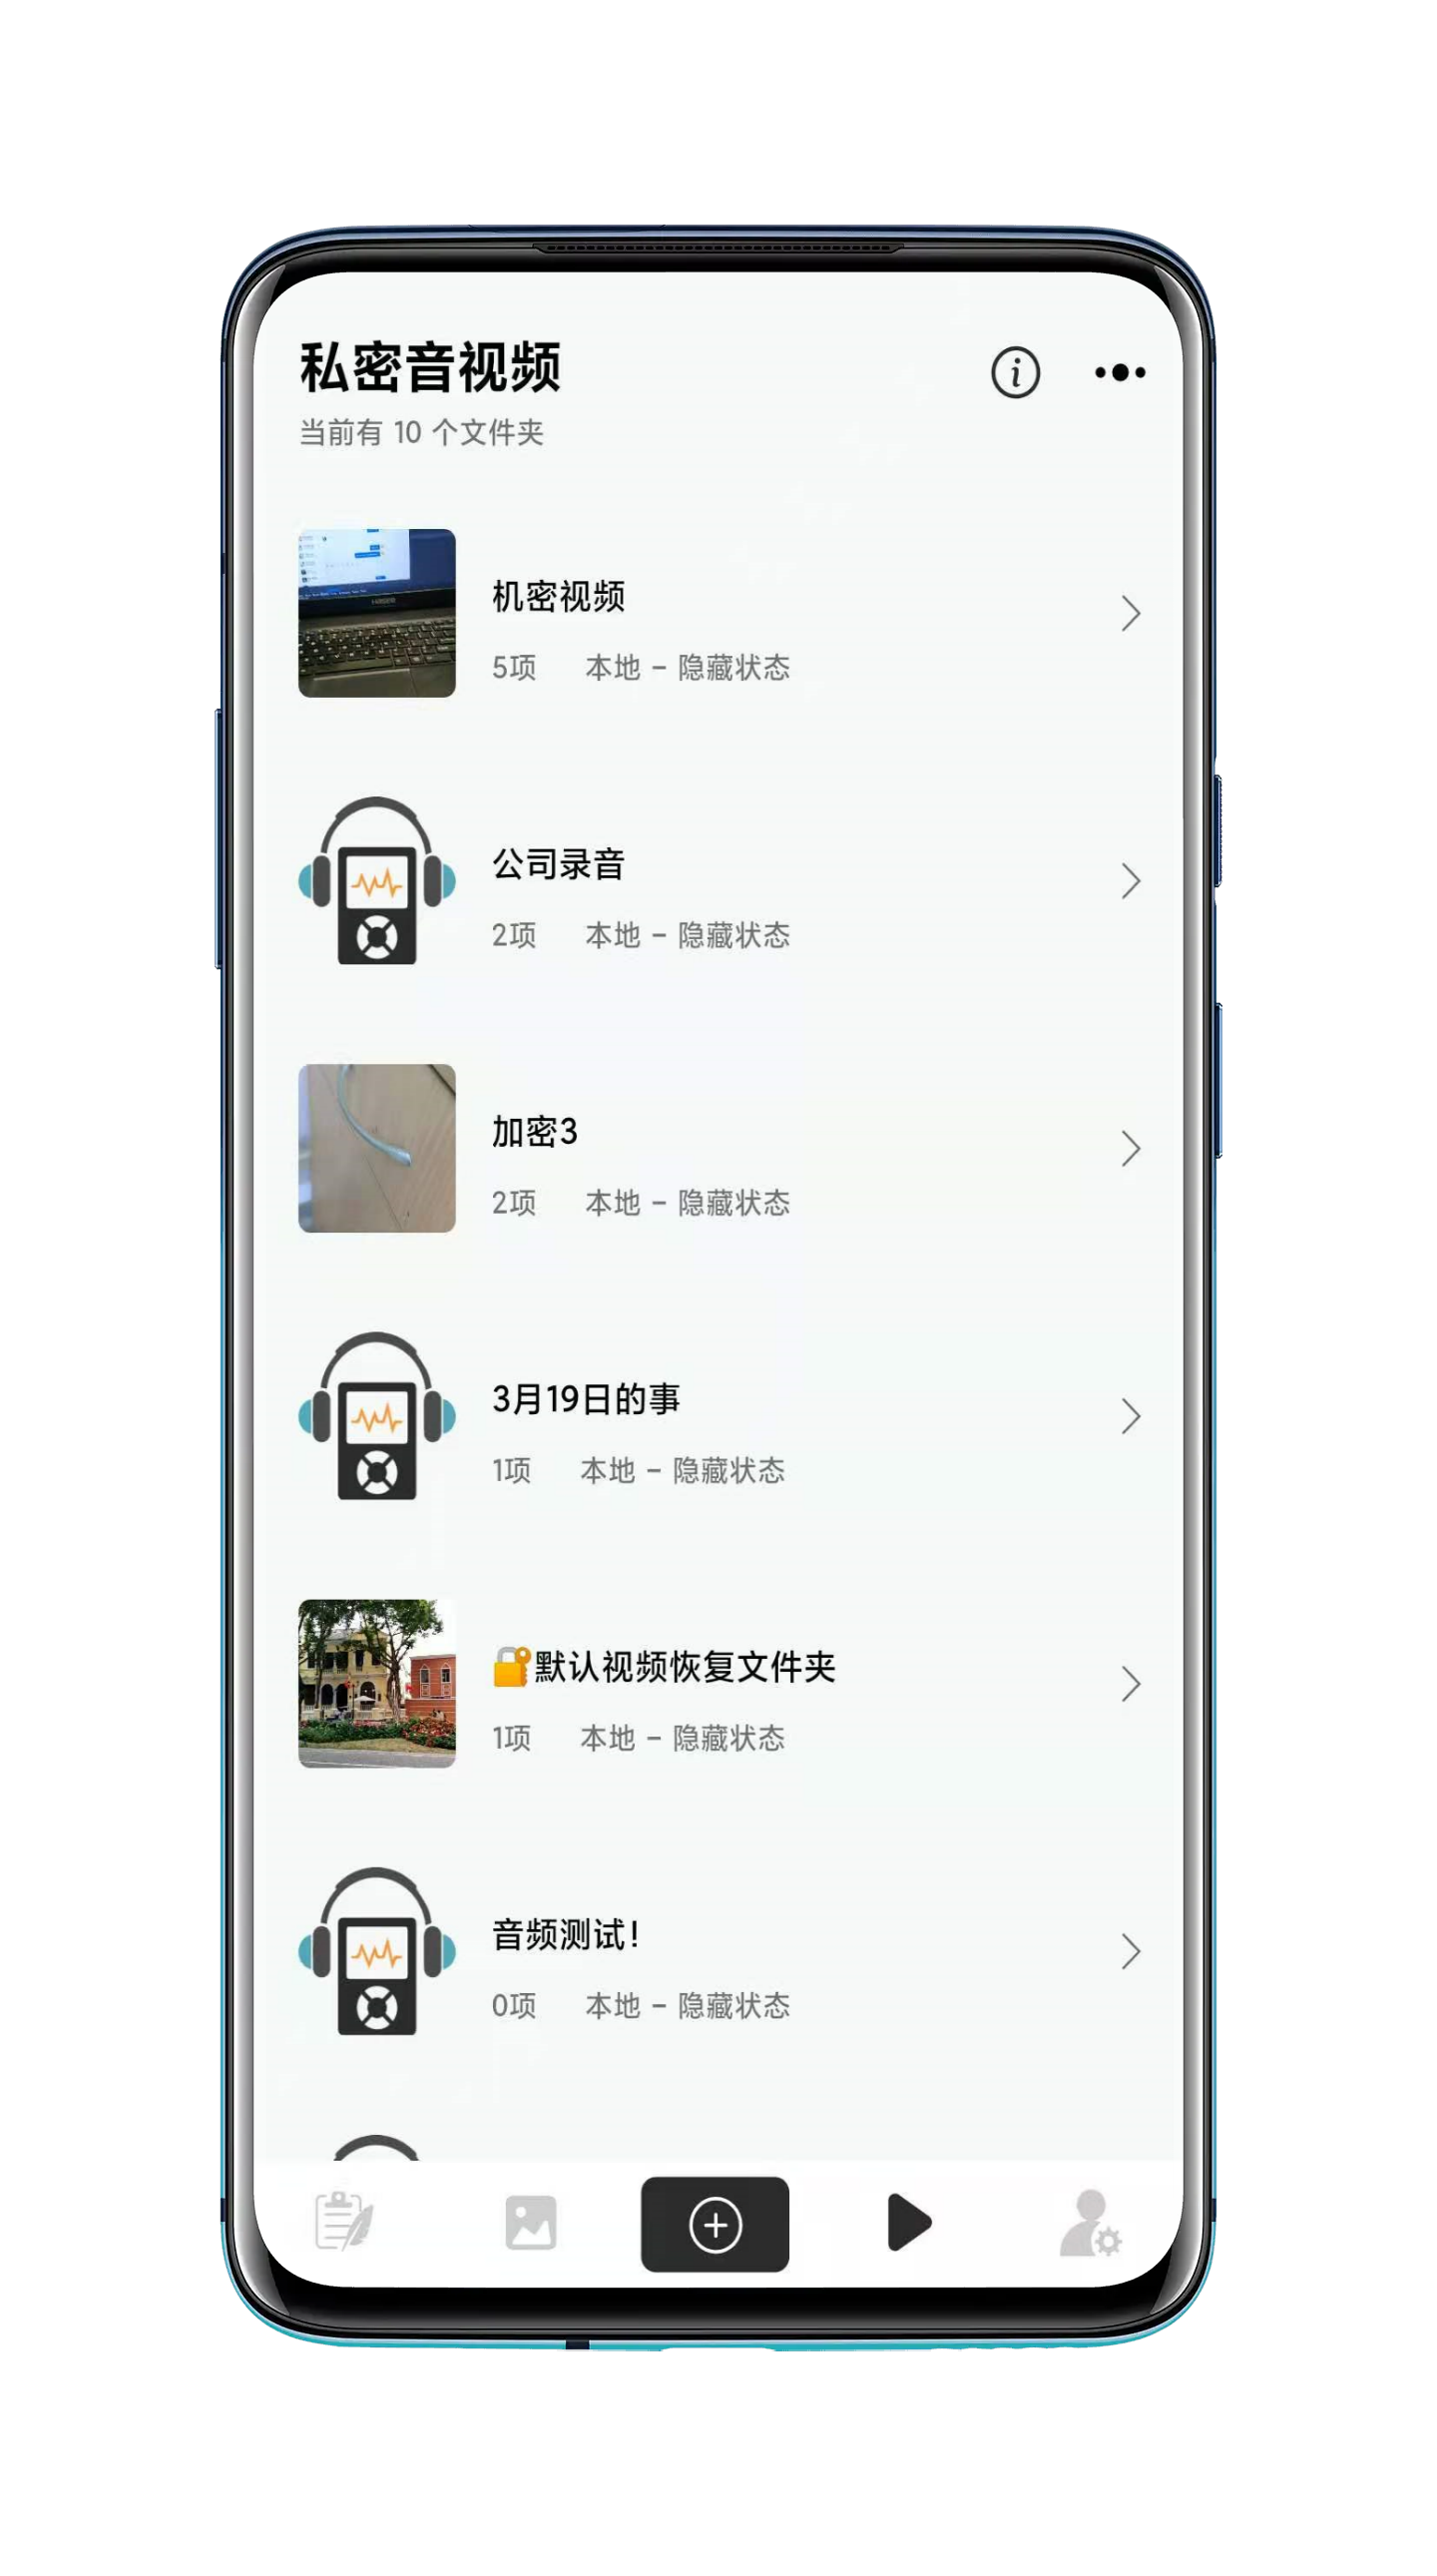 私密音视频
当前有 10 个文件夹
机密视频
5项 本地 – 隐藏状态
公司录音
2项 本地 – 隐藏状态
加密3
2项 本地 – 隐藏状态
3月19日的事
1项 本地 – 隐藏状态
🔐默认视频恢复文件夹
1项 本地 – 隐藏状态
音频测试!
0项 本地 – 隐藏状态